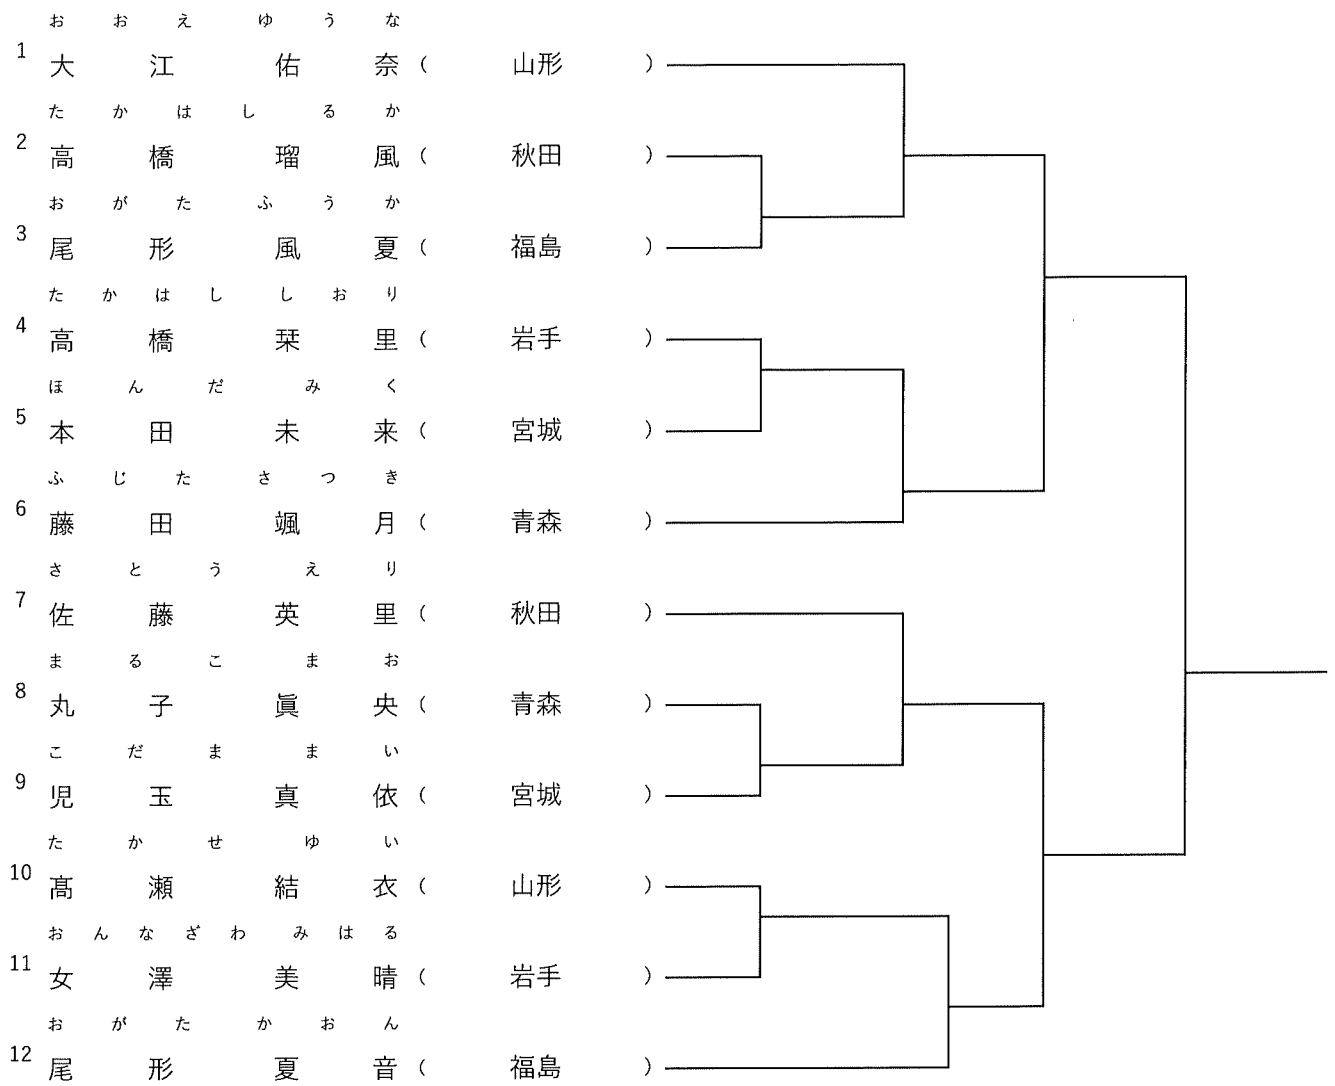 おおえ ゆうな
1 大江 佑奈 ( 山形 )
たかはし るか
2 高橋 瑠風 ( 秋田 )
おがた ふうか
3 尾形 風夏 ( 福島 )
たかはし しおり
4 高橋 栞里 ( 岩手 )
ほんだ みく
5 本田 未来 ( 宮城 )
ふじた さつき
6 藤田 颯月 ( 青森 )
さとう えり
7 佐藤 英里 ( 秋田 )
まるこ まお
8 丸子 眞央 ( 青森 )
こだま まい
9 児玉 真依 ( 宮城 )
たかせ ゆい
10 髙瀬 結衣 ( 山形 )
おんなざわ みはる
11 女澤 美晴 ( 岩手 )
おがた かおん
12 尾形 夏音 ( 福島 )